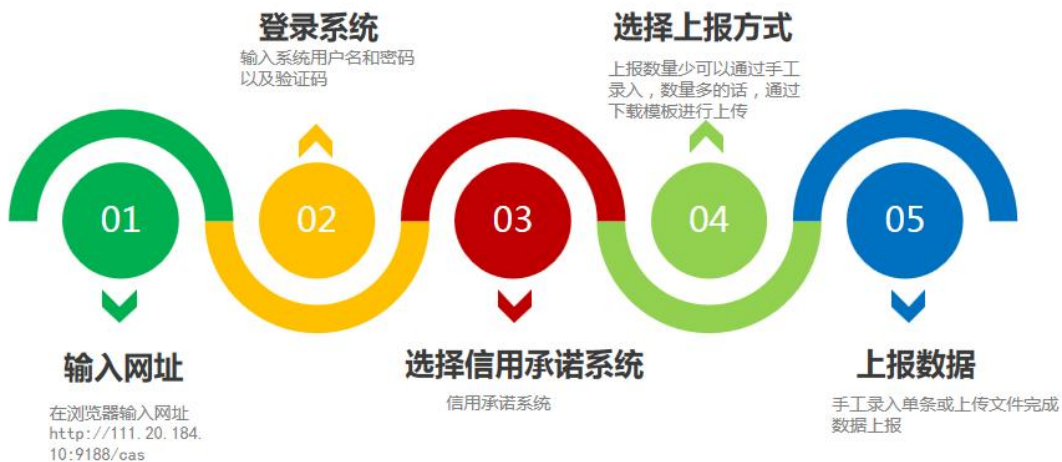 登录系统
输入系统用户名和密码
以及验证码
选择上报方式
上报数量少可以通过手工
录入，数量多的话，通过
下载模板进行上传
01
02
03
04
05
输入网址
在浏览器输入网址
http://111.20.184.
10:9188/cas
选择信用承诺系统
信用承诺系统
上报数据
手工录入单条或上传文件完成
数据上报